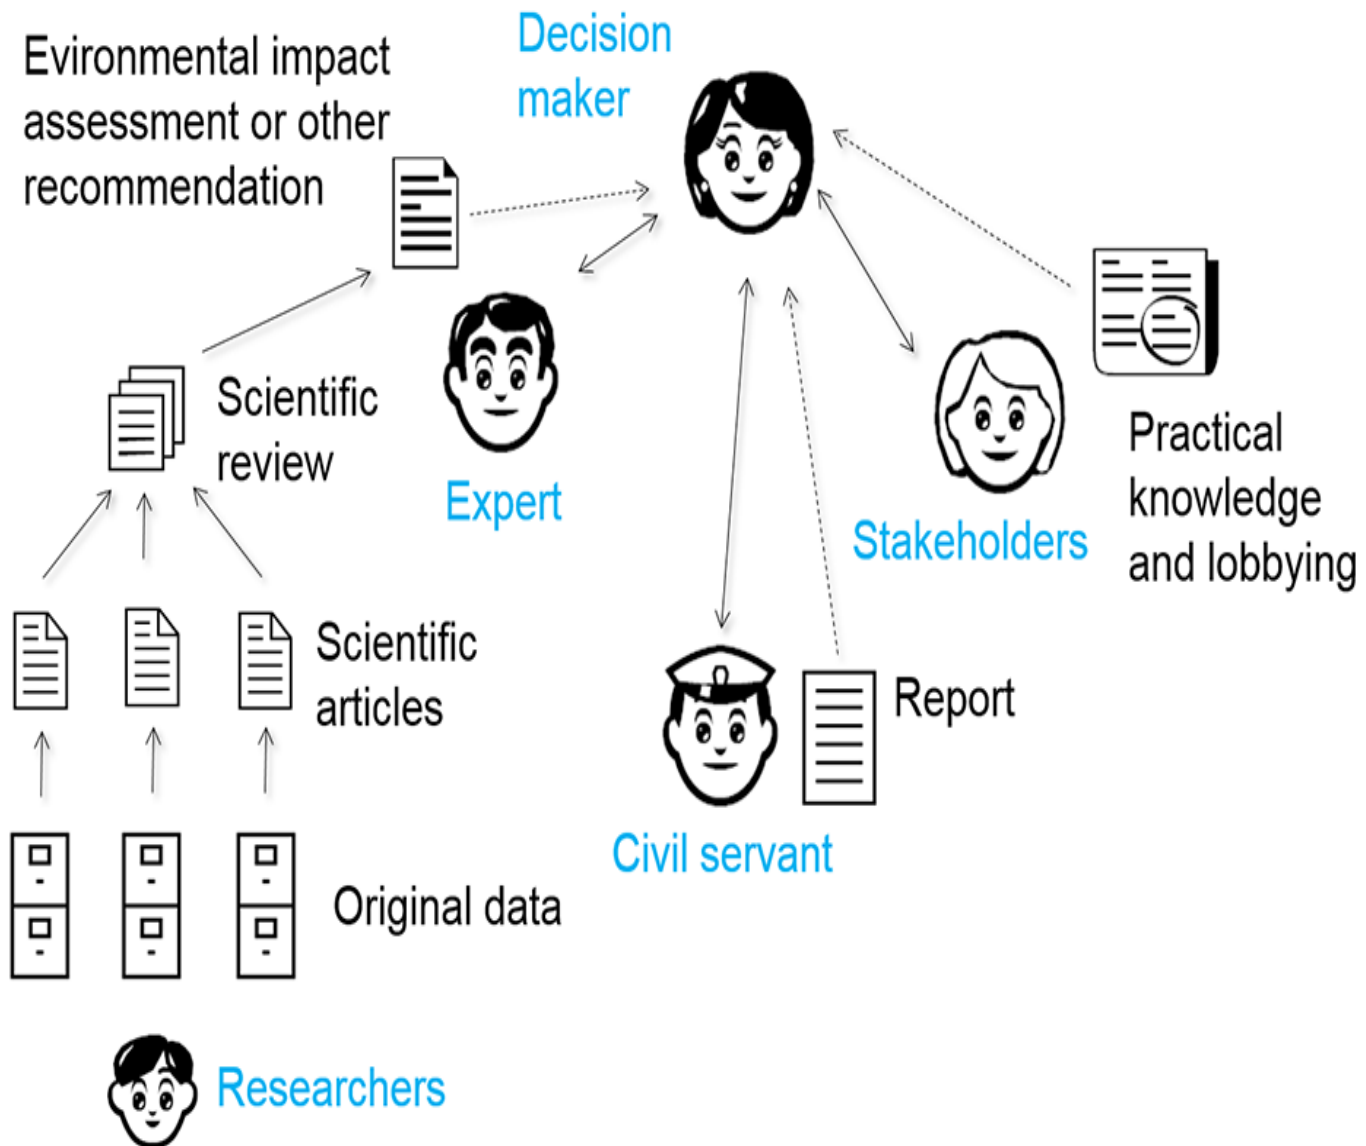 Evironmental impact
assessment or other
recommendation
Decision
maker
Scientific
review
Expert
Stakeholders
Practical
knowledge
and lobbying
Scientific
articles
Report
Civil servant
Original data
Researchers